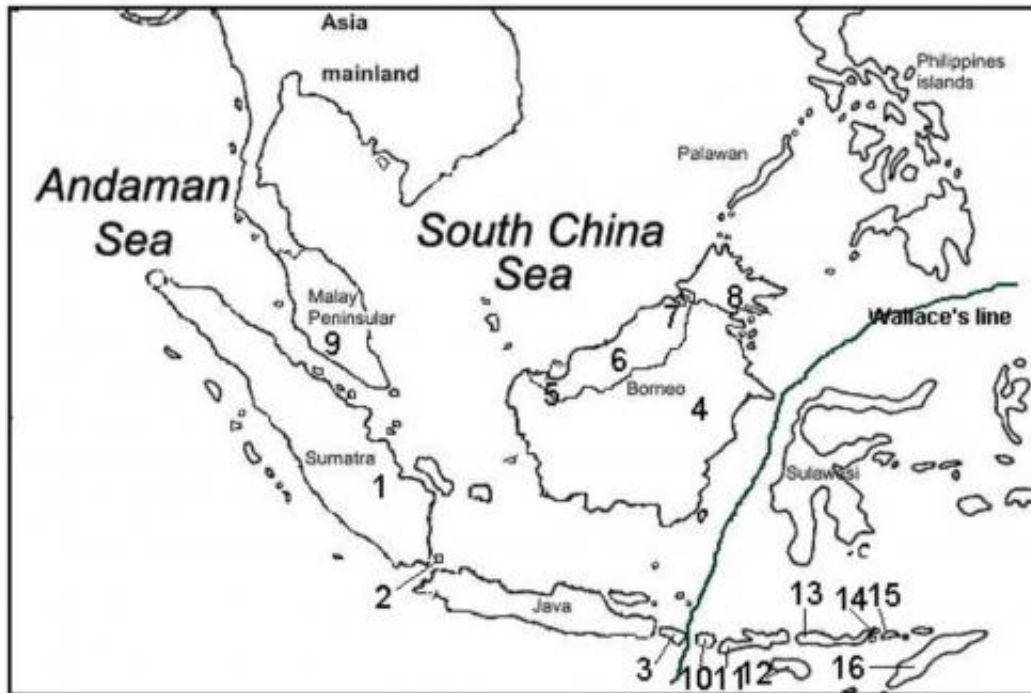 Asia
mainland
Philippines
islands
Palawan
Andaman
Sea
South China
Sea
Malay
Peninsular
9
7
8
Wallace's line
6
5
Borneo
4
Sumatra
1
Sulawesi
2
Java
3
10
11
12
13
14
15
16